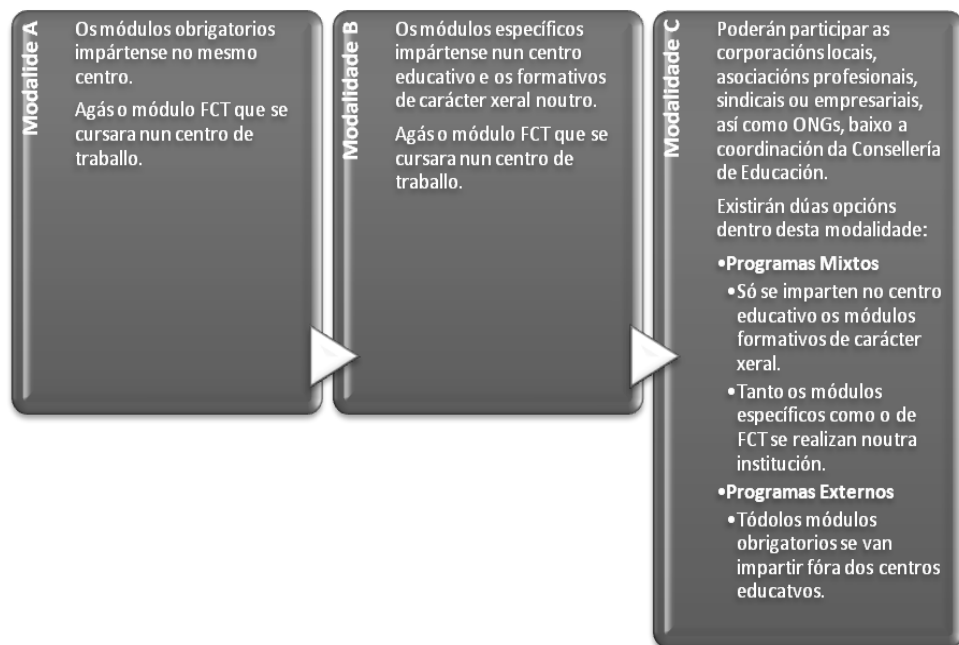 Modalide A
Os módulos obrigatorios
impártense no mesmo
centro.
Agás o módulo FCT que se
cursara nun centro de
traballo.
Modalidade B
Os módulos específicos
impártense nun centro
educativo e os formativos
de carácter xeral noutro.
Agás o módulo FCT que se
cursara nun centro de
traballo.
Modalidade C
Poderán participar as
corporacións locais,
asociacións profesionais,
sindicais ou empresariais,
así como ONGs, baixo a
coordinación da Consellería
de Educación.
Existirán dúas opcións
dentro desta modalidade:
•Programas Mixtos
•Só se imparten no centro
educativo os módulos
formativos de carácter
xeral.
•Tanto os módulos
específicos como o de
FCT se realizan noutra
institución.
•Programas Externos
•Tódolos módulos
obrigatorios se van
impartir fóra dos centros
educatvos.